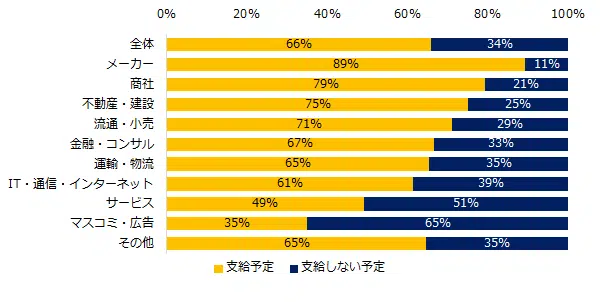 0% 20% 40% 60% 80% 100%
全体 66% 34%
メーカー 89% 11%
商社 79% 21%
不動産・建設 75% 25%
流通・小売 71% 29%
金融・コンサル 67% 33%
運輸・物流 65% 35%
IT・通信・インターネット 61% 39%
サービス 49% 51%
マスコミ・広告 35% 65%
その他 65% 35%
支給予定 支給しない予定